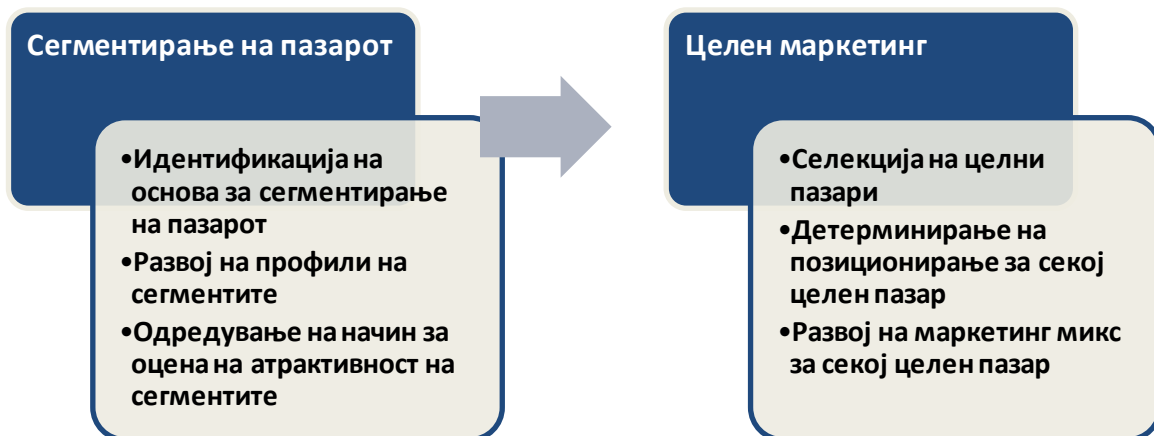 Сегментирање на пазарот
•Идентификација на
основа за сегментирање
на пазарот
•Развој на профили на
сегментите
•Одредување на начин за
оцена на атрактивност на
сегментите
Целен маркетинг
•Селекција на целни
пазари
•Детерминирање на
позиционирање за секој
целен пазар
•Развој на маркетинг микс
за секој целен пазар